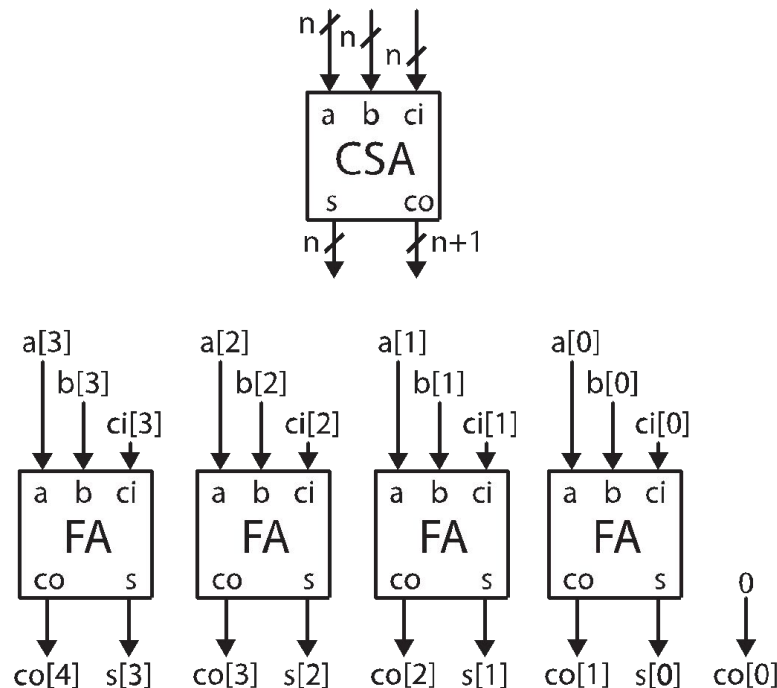 n n n
a b ci
CSA
s co
n n+1
a[3] a[2] a[1] a[0]
b[3] b[2] b[1] b[0]
ci[3] ci[2] ci[1] ci[0]
a b ci a b ci a b ci a b ci
FA FA FA FA
co s co s co s co s 0
co[4] s[3] co[3] s[2] co[2] s[1] co[1] s[0] co[0]